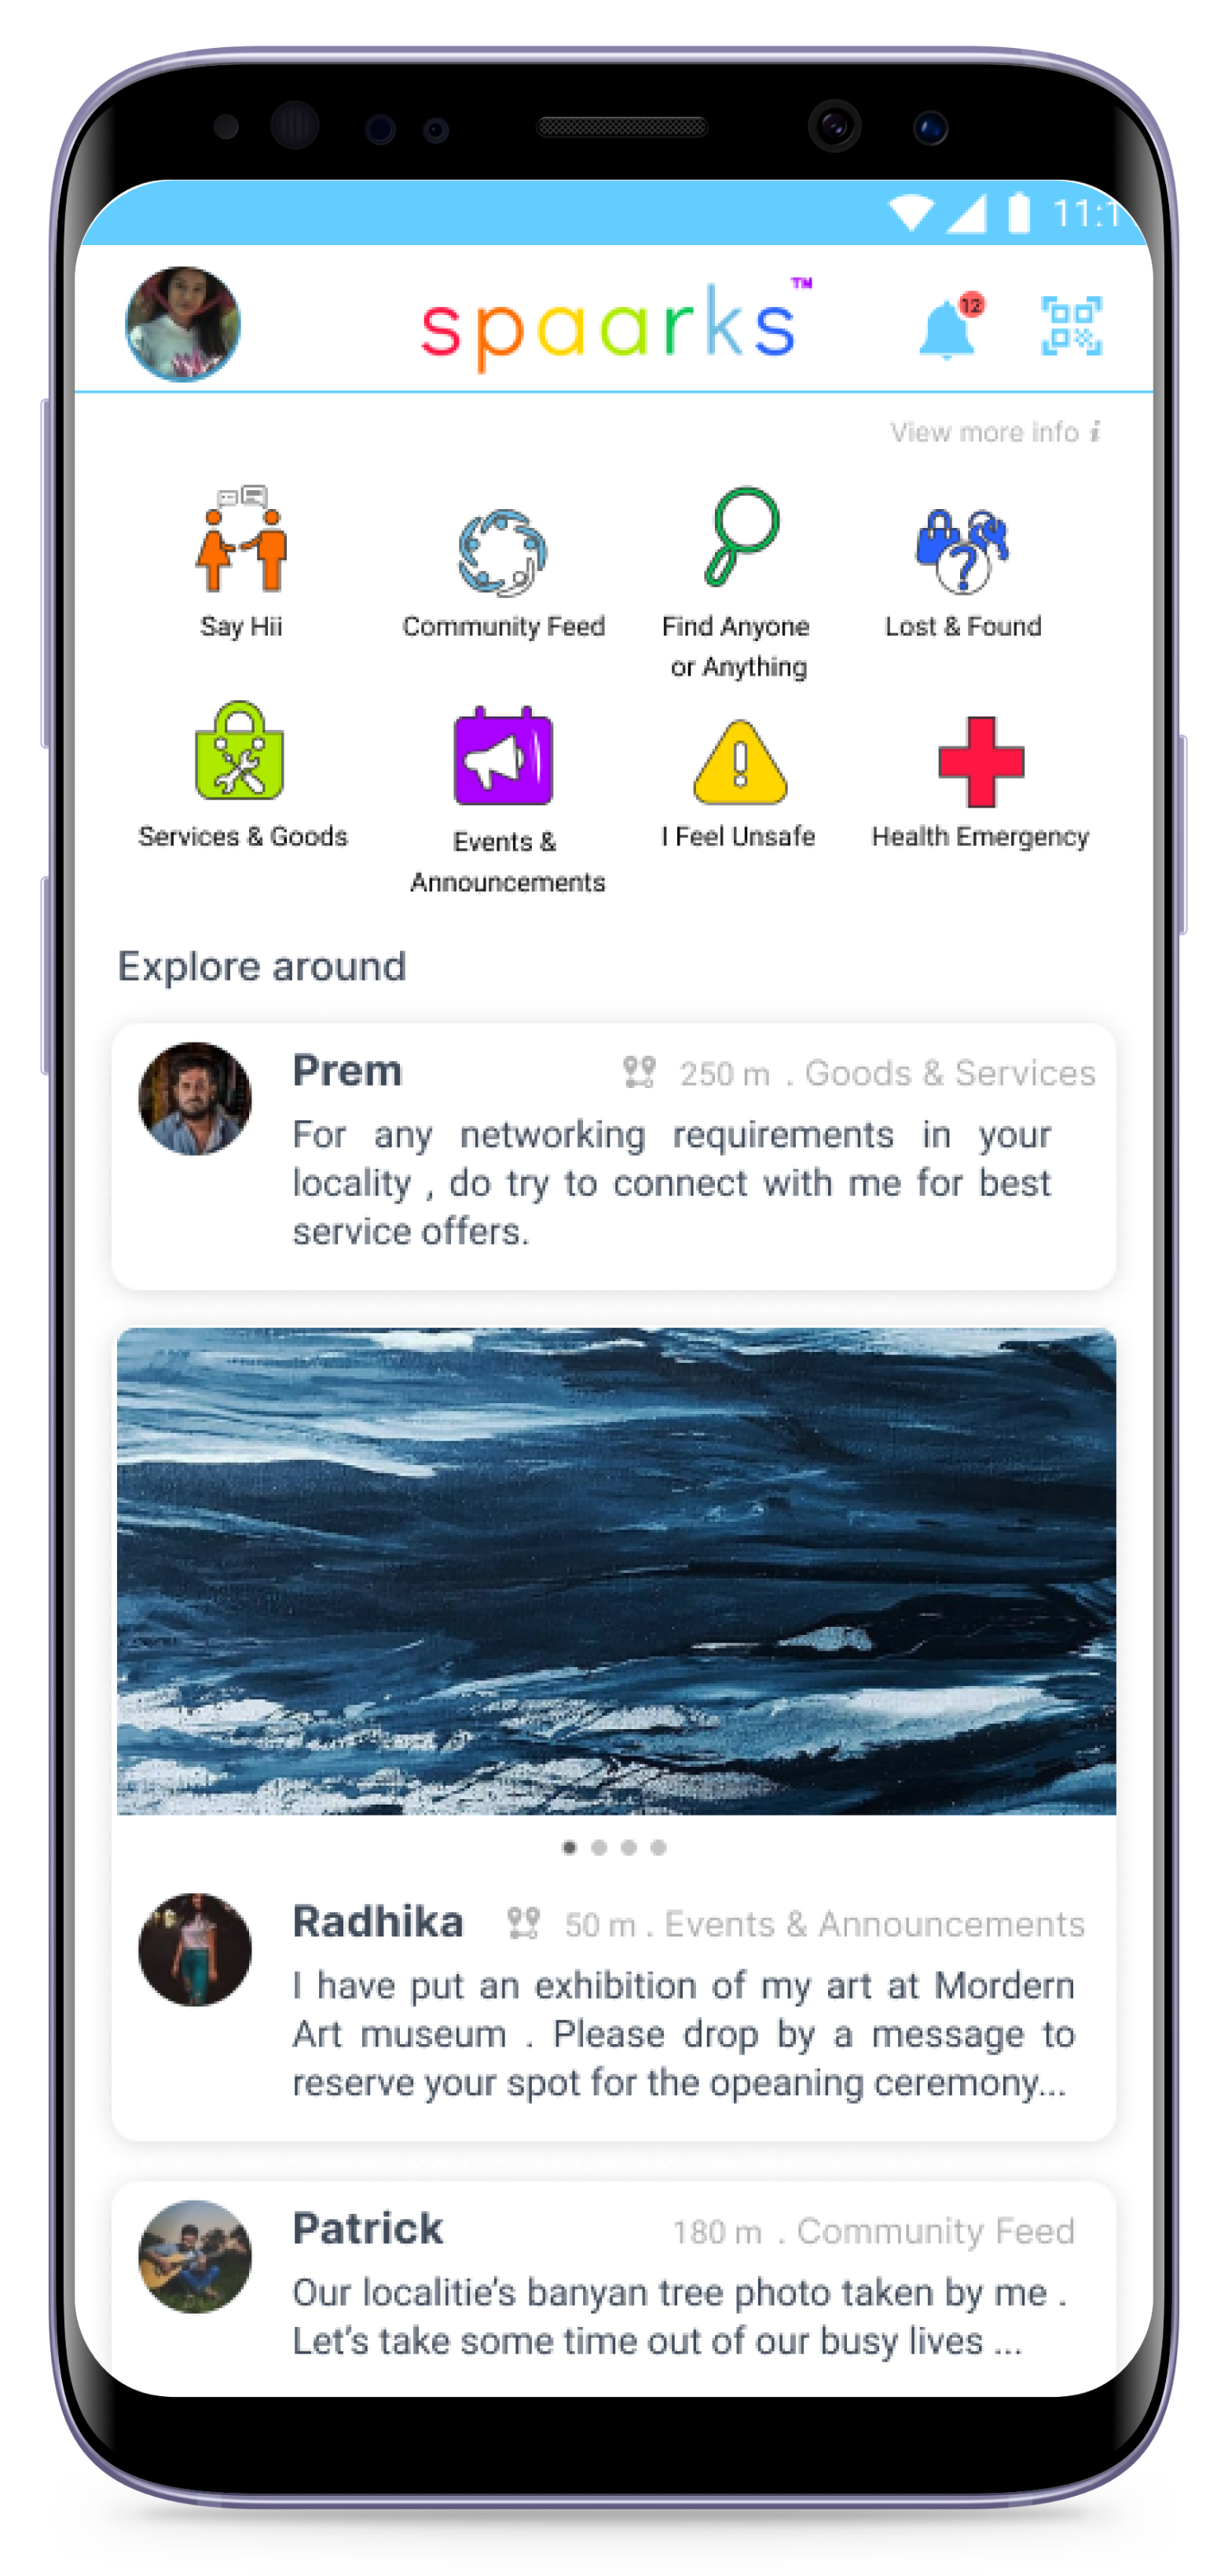 11:1
spaarks™
12
View more info i
Say Hii
Community Feed
Find Anyone
or Anything
Lost & Found
Services & Goods
Events &
Announcements
I Feel Unsafe
Health Emergency
Explore around
Prem
250 m . Goods & Services
For any networking requirements in your
locality , do try to connect with me for best
service offers.
Radhika
50 m . Events & Announcements
I have put an exhibition of my art at Mordern
Art museum . Please drop by a message to
reserve your spot for the opeaning ceremony...
Patrick
180 m . Community Feed
Our localitie's banyan tree photo taken by me .
Let's take some time out of our busy lives ...